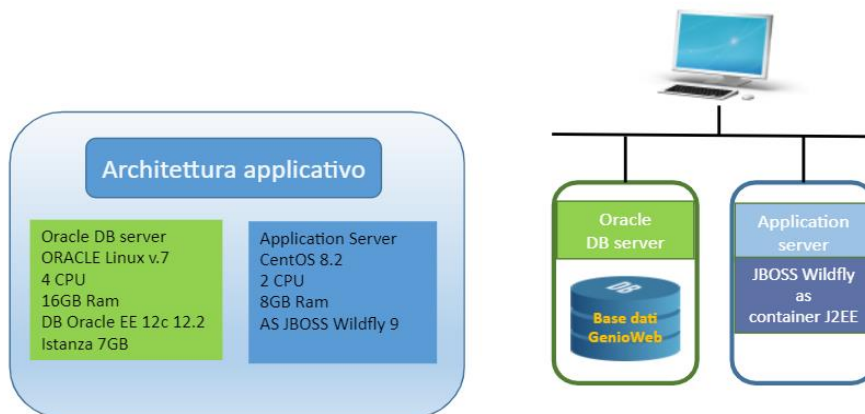 Architettura applicativo
Oracle DB server
ORACLE Linux v.7
4 CPU
16GB Ram
DB Oracle EE 12c 12.2
Istanza 7GB
Application Server
CentOS 8.2
2 CPU
8GB Ram
AS JBOSS Wildfly 9
Oracle
DB server
DB
Base dati
GenioWeb
Application
server
JBOSS Wildfly
as
container J2EE